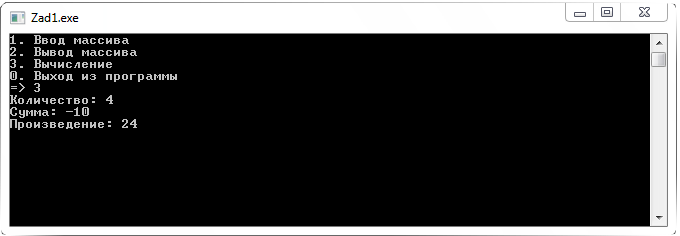 Zad1.exe
1. Ввод массива
2. Вывод массива
3. Вычисление
0. Выход из программы
=> 3
Количество: 4
Сумма: -10
Произведение: 24